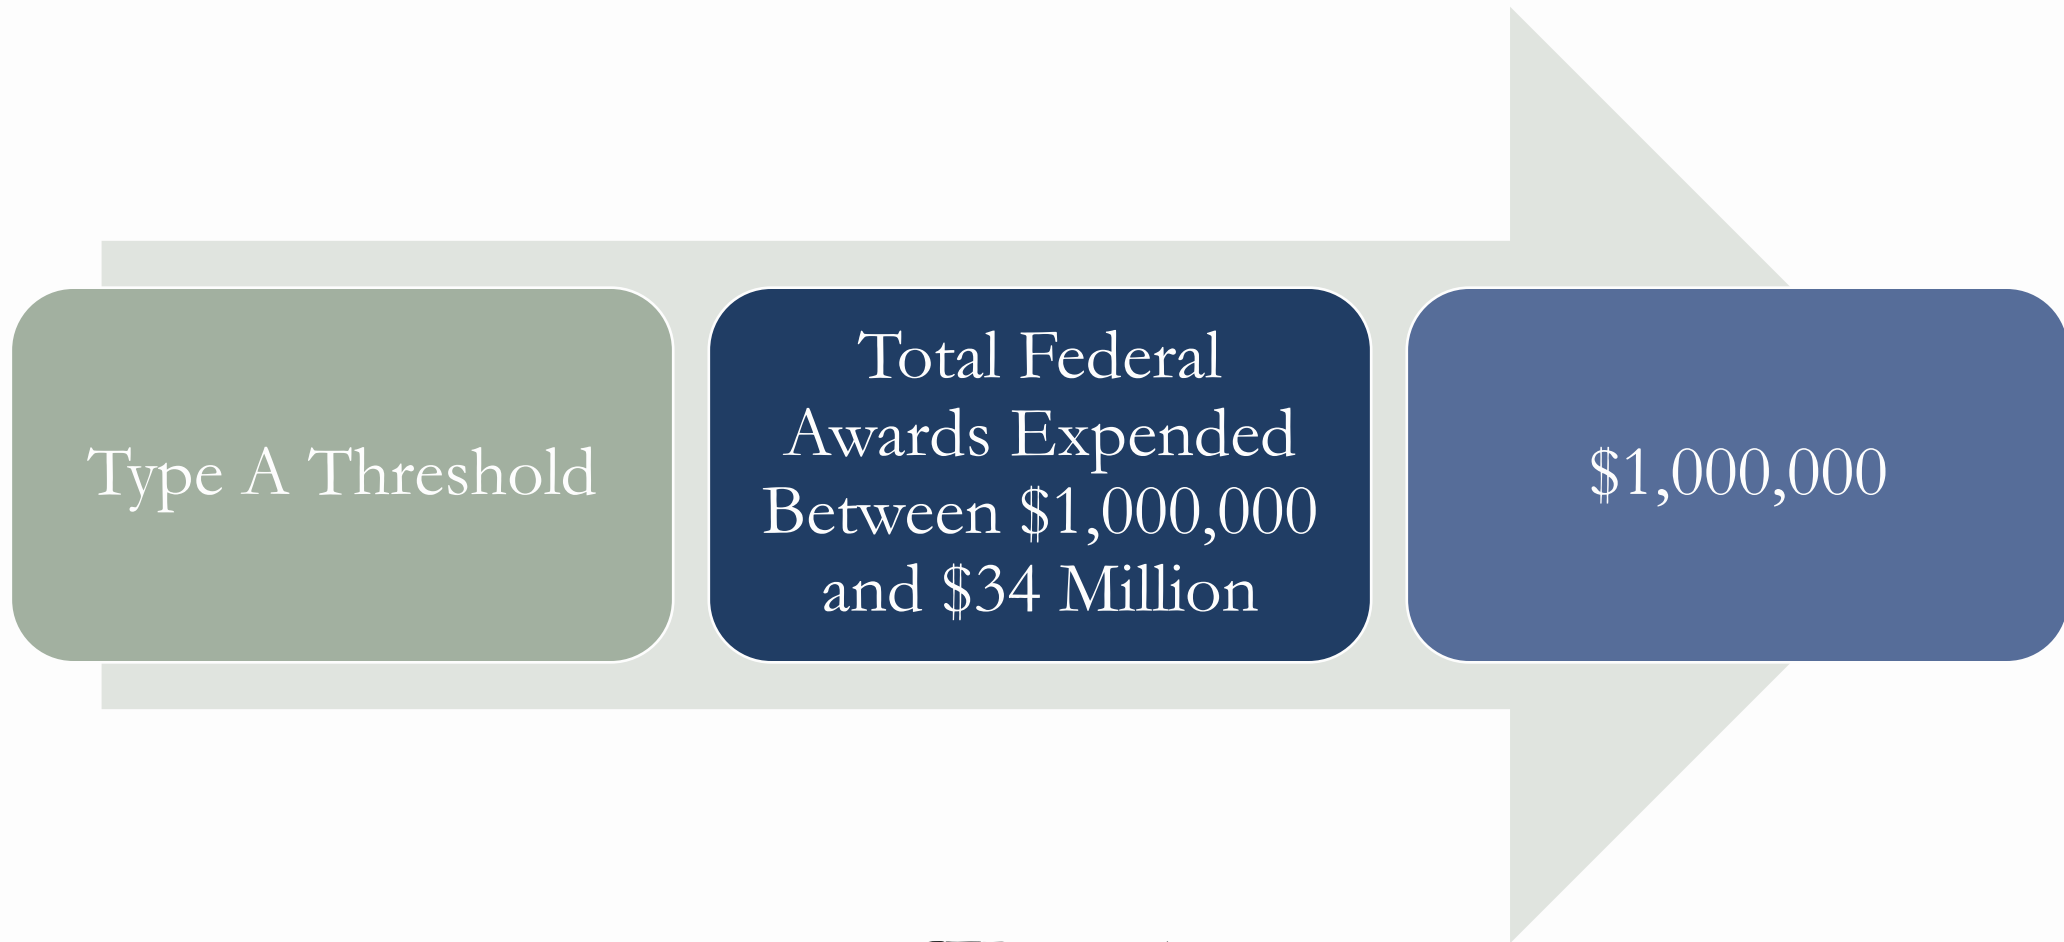 Type A Threshold
Total Federal
Awards Expended
Between $1,000,000
and $34 Million
$1,000,000